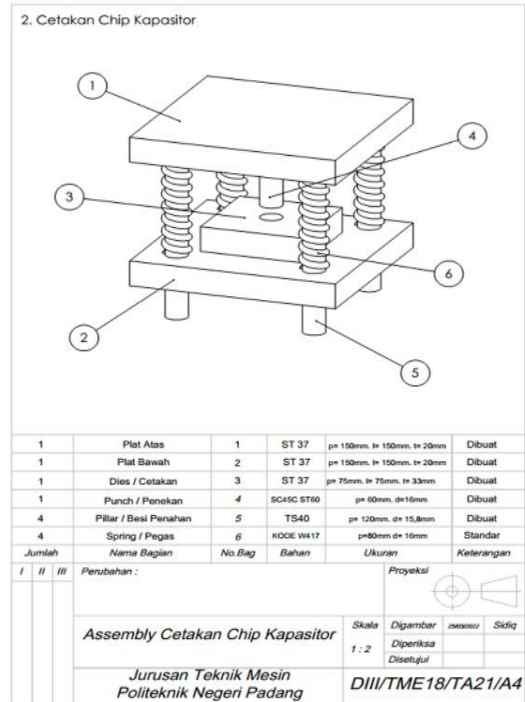 2. Cetakan Chip Kapasitor
1
4
3
6
2
5
1 Plat Atas 1 ST 37 p= 150mm. l= 150mm. t= 20mm Dibuat
1 Plat Bawah 2 ST 37 p= 150mm. l= 150mm. t= 20mm Dibuat
1 Dies / Cetakan 3 ST 37 p= 75mm. l= 75mm. t= 33mm Dibuat
1 Punch / Penekan 4 SC45C ST60 p= 60mm. d=16mm Dibuat
4 Pillar / Besi Penahan 5 TS40 p= 120mm. d= 15,8mm Dibuat
4 Spring / Pegas 6 KODE W417 p=80mm d= 16mm Standar
Jumlah Nama Bagian No.Bag Bahan Ukuran Keterangan
I II III Perubahan : Proyeksi
Assembly Cetakan Chip Kapasitor
Skala
1 : 2
Digambar Sidiq
Diperiksa
Disetujui
Jurusan Teknik Mesin
Politeknik Negeri Padang
DIII/TME18/TA21/A4